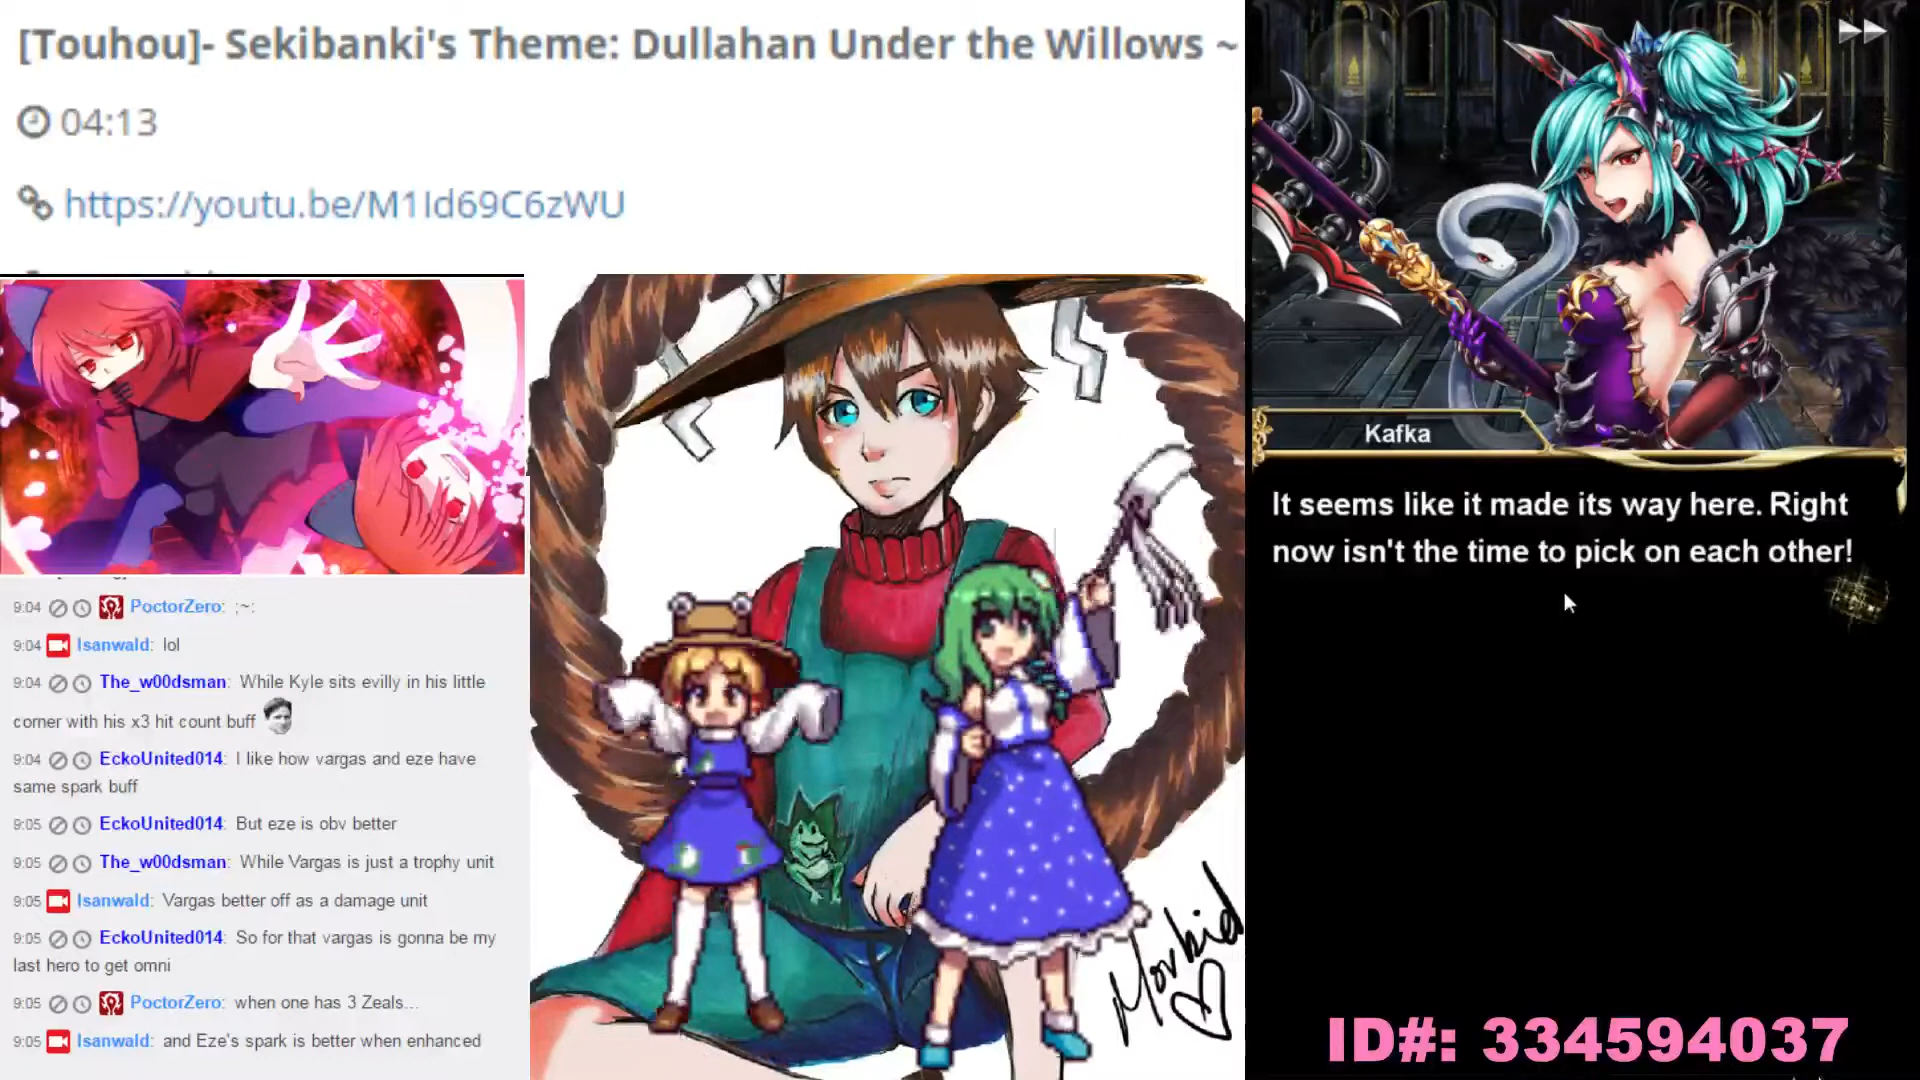 [Touhou]- Sekibanki's Theme: Dullahan Under the Willows ~
04:13
https://youtu.be/M1Id69C6zWU
9:04 PoctorZero: ;~;
9:04 Isanwald: lol
9:04 The_w00dsman: While Kyle sits evilly in his little
corner with his x3 hit count buff
9:04 EckoUnited014: I like how vargas and eze have
same spark buff
9:05 EckoUnited014: But eze is obv better
9:05 The_w00dsman: While Vargas is just a trophy unit
9:05 Isanwald: Vargas better off as a damage unit
9:05 EckoUnited014: So for that vargas is gonna be my
last hero to get omni
9:05 PoctorZero: when one has 3 Zeals...
9:05 Isanwald: and Eze's spark is better when enhanced
Morbid
Kafka
It seems like it made its way here. Right
now isn't the time to pick on each other!
ID#: 334594037